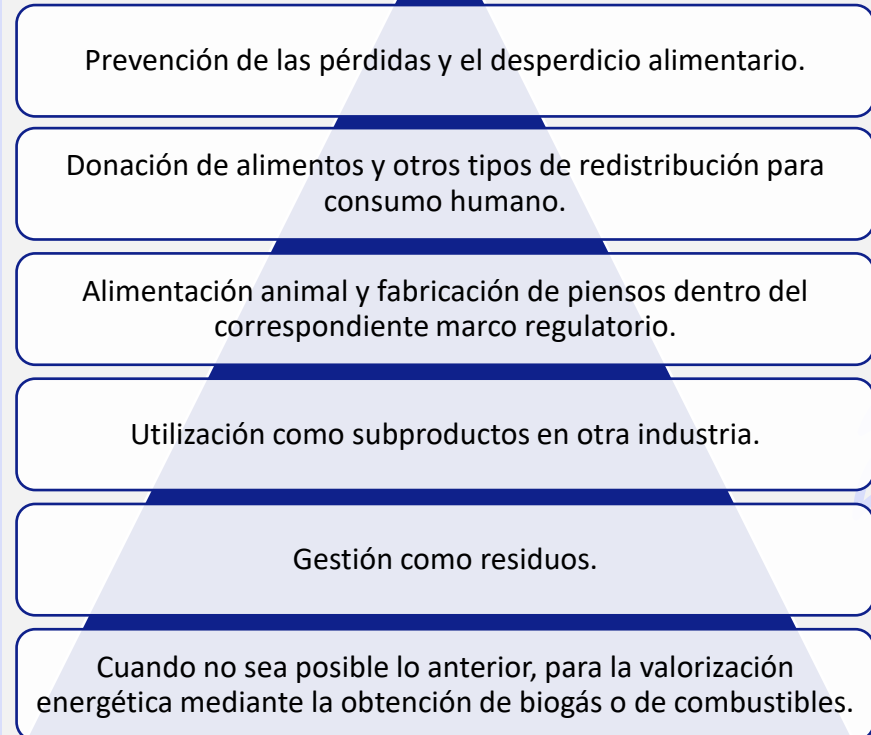 Prevención de las pérdidas y el desperdicio alimentario.
Donación de alimentos y otros tipos de redistribución para
consumo humano.
Alimentación animal y fabricación de piensos dentro del
correspondiente marco regulatorio.
Utilización como subproductos en otra industria.
Gestión como residuos.
Cuando no sea posible lo anterior, para la valorización
energética mediante la obtención de biogás o de combustibles.